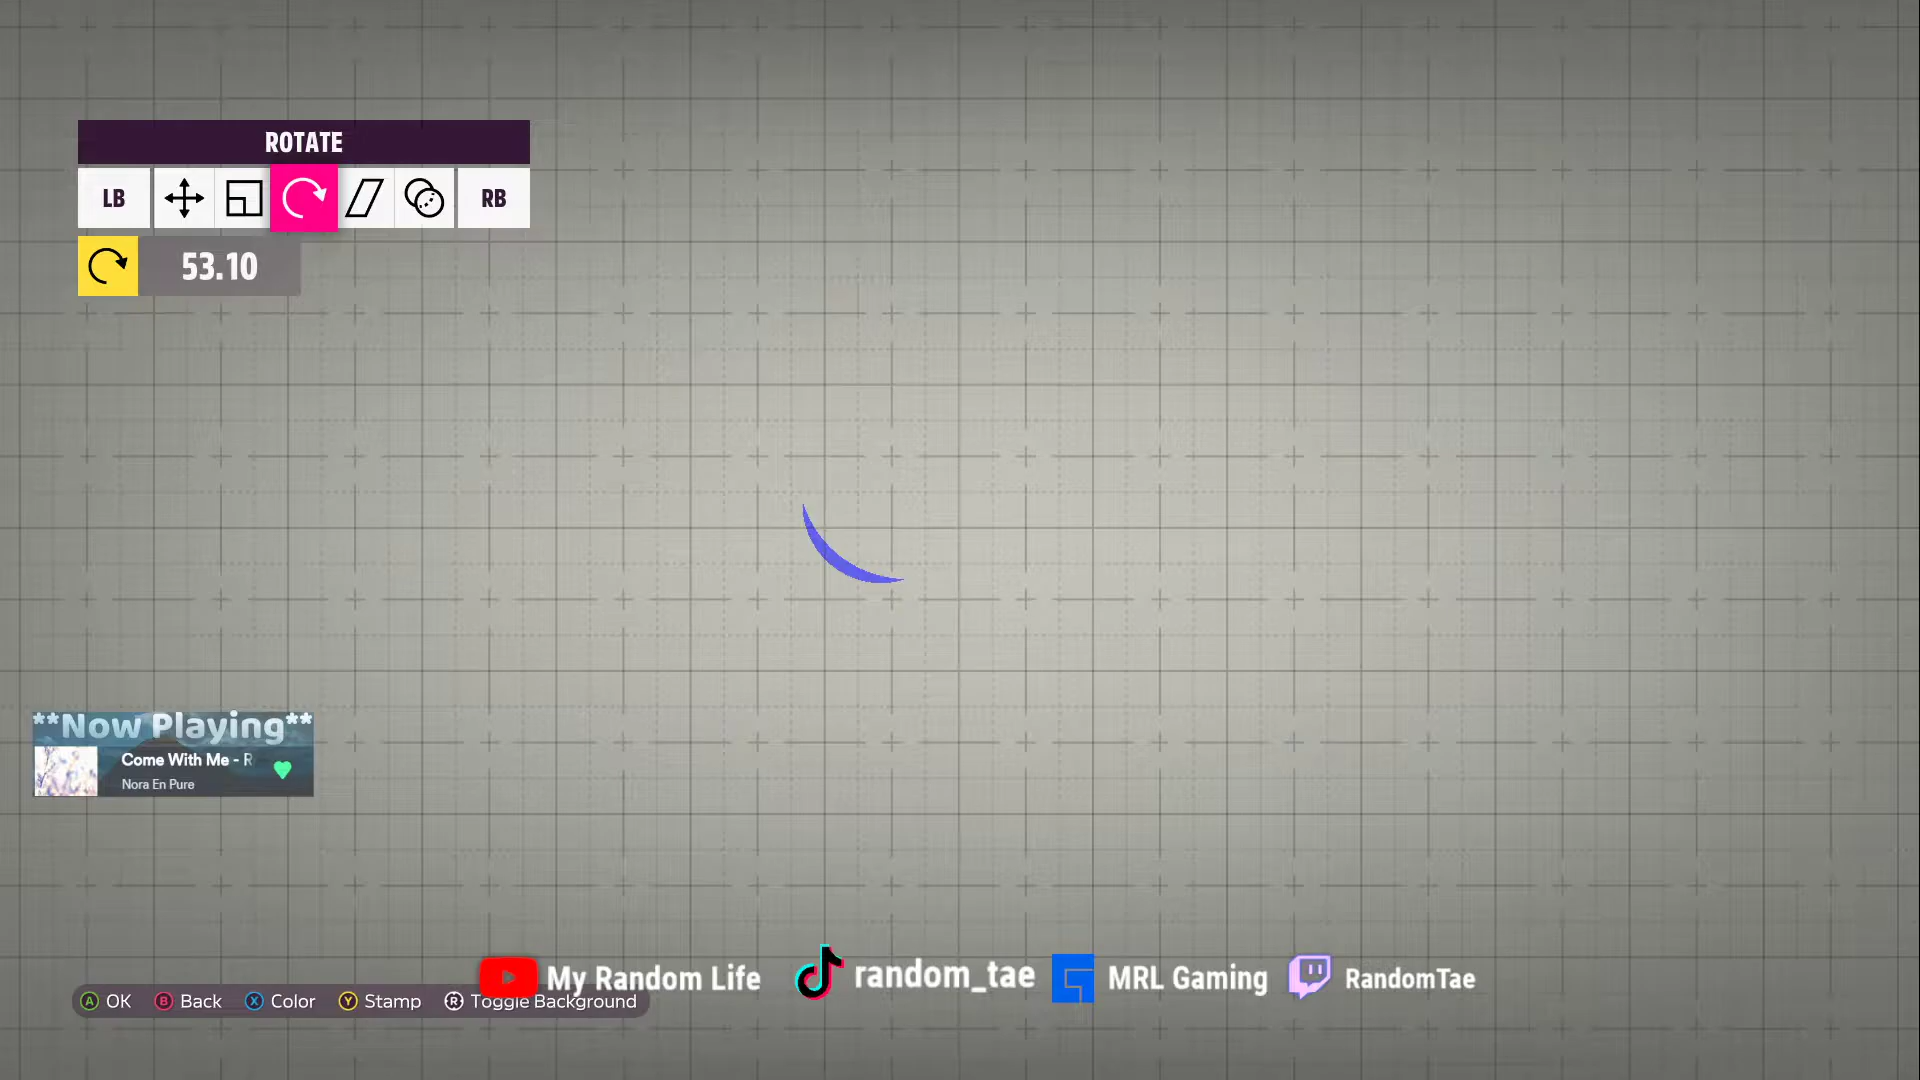 ROTATE
LB RB
53.10
**Now Playing**
Come With Me - R
Nora En Pure
My Random Life random_tae MRL Gaming RandomTae
A OK B Back X Color Y Stamp R Toggle Background